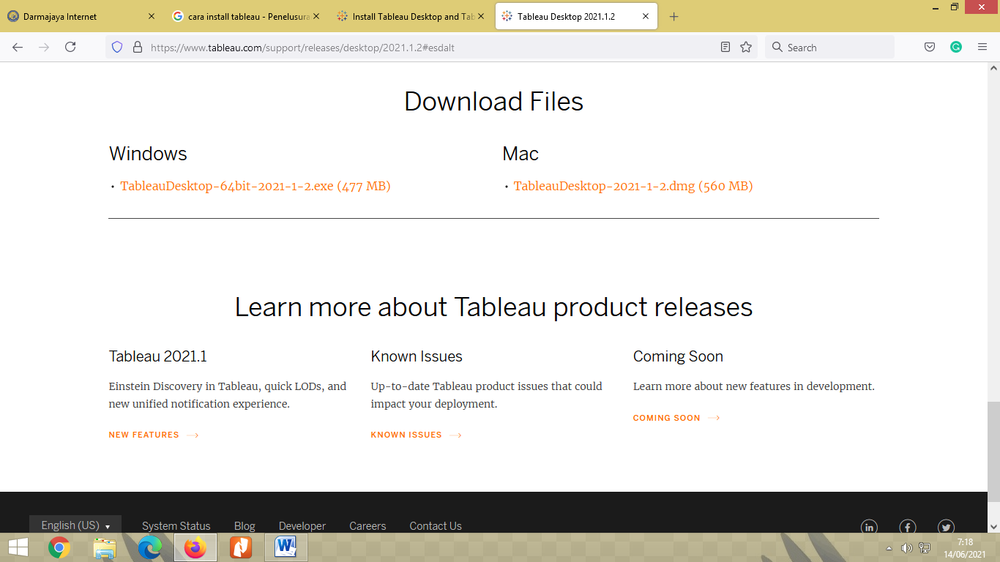 Darmajaya Internet
cara install tableau - Penelusura
Install Tableau Desktop and Tab
Tableau Desktop 2021.1.2
https://www.tableau.com/support/releases/desktop/2021.1.2#esdalt
Search
Download Files
Windows
Mac
• TableauDesktop-64bit-2021-1-2.exe (477 MB)
• TableauDesktop-2021-1-2.dmg (560 MB)
Learn more about Tableau product releases
Tableau 2021.1
Einstein Discovery in Tableau, quick LODs, and
new unified notification experience.
NEW FEATURES
Known Issues
Up-to-date Tableau product issues that could
impact your deployment.
KNOWN ISSUES
Coming Soon
Learn more about new features in development.
COMING SOON
English (US)
System Status
Blog
Developer
Careers
Contact Us
7:18
14/06/2021